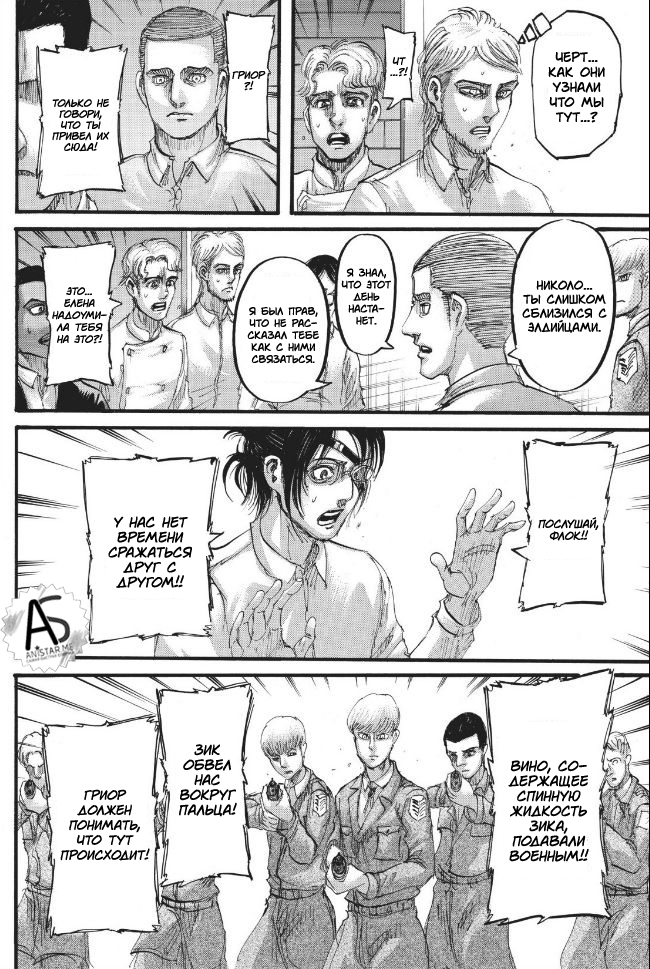 ЧЕРТ...
КАК ОНИ
УЗНАЛИ
ЧТО МЫ
ТУТ...?
ЧТ
...?!
ГРИОР
?!
ТОЛЬКО НЕ
ГОВОРИ,
ЧТО ТЫ
ПРИВЕЛ ИХ
СЮДА!
НИКОЛО...
ТЫ СЛИШКОМ
СБЛИЗИЛСЯ С
ЭЛДИЙЦАМИ.
Я ЗНАЛ,
ЧТО ЭТОТ
ДЕНЬ
НАСТА-
НЕТ.
Я БЫЛ ПРАВ,
ЧТО НЕ РАС-
СКАЗАЛ ТЕБЕ
КАК С НИМИ
СВЯЗАТЬСЯ.
ЭТО...
ЕЛЕНА
НАДОУМИ-
ЛА ТЕБЯ
НА ЭТО?!
ПОСЛУШАЙ,
ФЛОК!!
У НАС НЕТ
ВРЕМЕНИ
СРАЖАТЬСЯ
ДРУГ С
ДРУГОМ!!
AS
ANISTAR.ME
ВИНО, СО-
ДЕРЖАЩЕЕ
СПИННУЮ
ЖИДКОСТЬ
ЗИКА,
ПОДАВАЛИ
ВОЕННЫМ!!
ЗИК
ОБВЕЛ
НАС
ВОКРУГ
ПАЛЬЦА!
ГРИОР
ДОЛЖЕН
ПОНИМАТЬ,
ЧТО ТУТ
ПРОИСХОДИТ!